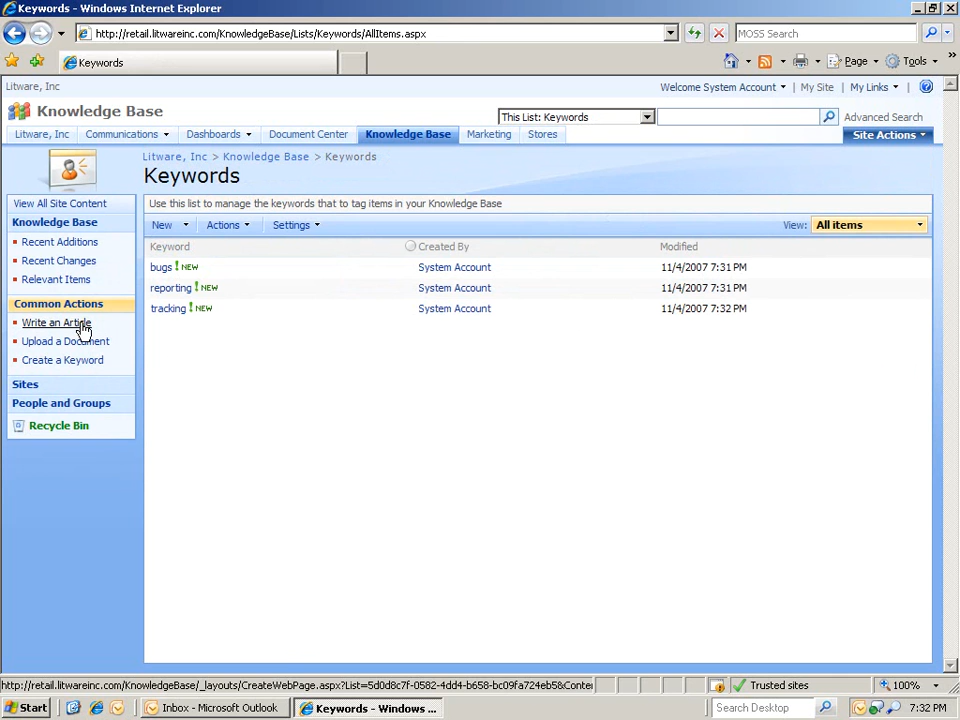 Keywords - Windows Internet Explorer
http://retail.litwareinc.com/KnowledgeBase/Lists/Keywords/AllItems.aspx
MOSS Search
Keywords
Page
Tools
Litware, Inc
Welcome System Account
My Site
My Links
Knowledge Base
This List: Keywords
Advanced Search
Litware, Inc
Communications
Dashboards
Document Center
Knowledge Base
Marketing
Stores
Site Actions
Litware, Inc > Knowledge Base > Keywords
Keywords
View All Site Content
Use this list to manage the keywords that to tag items in your Knowledge Base
Knowledge Base
New
Actions
Settings
View:
All items
Recent Additions
Recent Changes
Relevant Items
Common Actions
Write an Article
Upload a Document
Create a Keyword
Sites
People and Groups
Recycle Bin
Keyword
Created By
Modified
bugs ! NEW
System Account
11/4/2007 7:31 PM
reporting ! NEW
System Account
11/4/2007 7:31 PM
tracking ! NEW
System Account
11/4/2007 7:32 PM
http://retail.litwareinc.com/KnowledgeBase/_layouts/CreateWebPage.aspx?List=5d0d8c7f-0582-4dd4-b658-bc09fa724eb5&Conter
Trusted sites
100%
Start
Inbox - Microsoft Outlook
Keywords - Windows ...
Search Desktop
7:32 PM